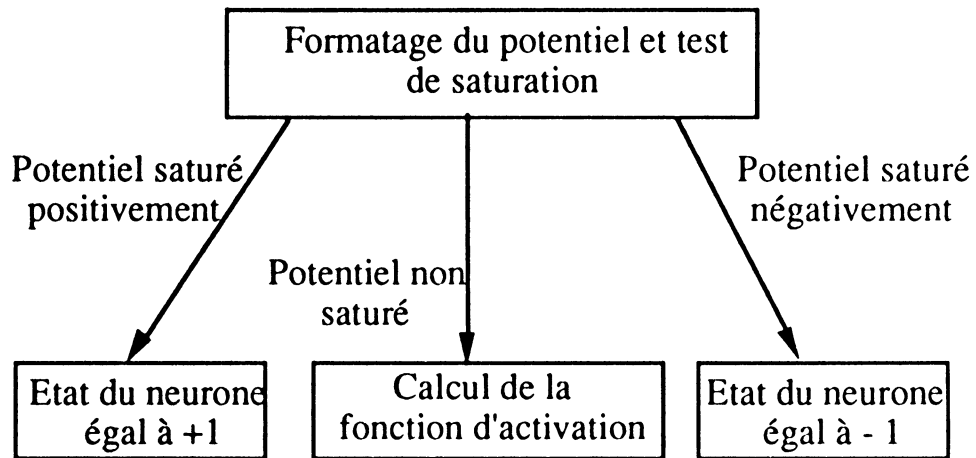 Formatage du potentiel et test
de saturation
Potentiel saturé
positivement
Potentiel saturé
négativement
Potentiel non
saturé
Etat du neurone
égal à +1
Calcul de la
fonction d'activation
Etat du neurone
égal à - 1